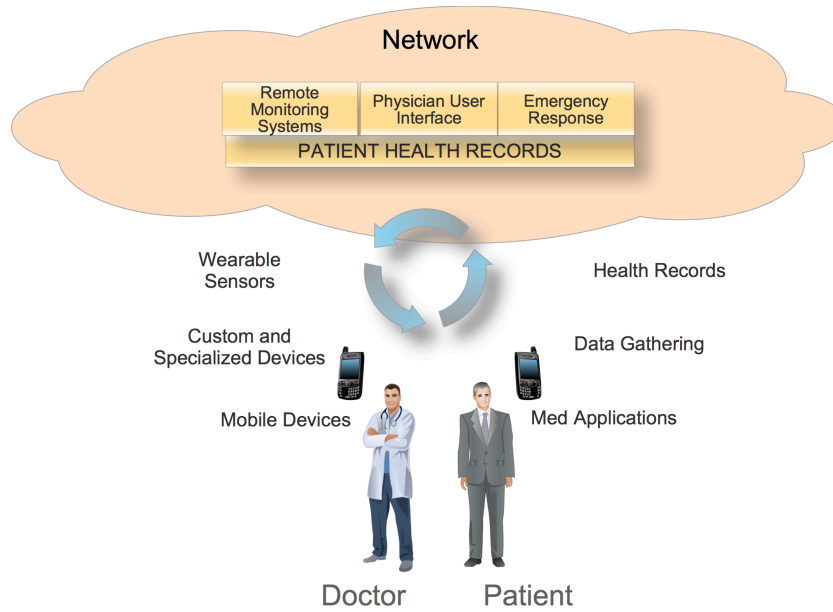 Network
Remote
Monitoring
Systems
Physician User
Interface
Emergency
Response
PATIENT HEALTH RECORDS
Wearable
Sensors
Health Records
Custom and
Specialized Devices
Data Gathering
Mobile Devices
Med Applications
Doctor
Patient